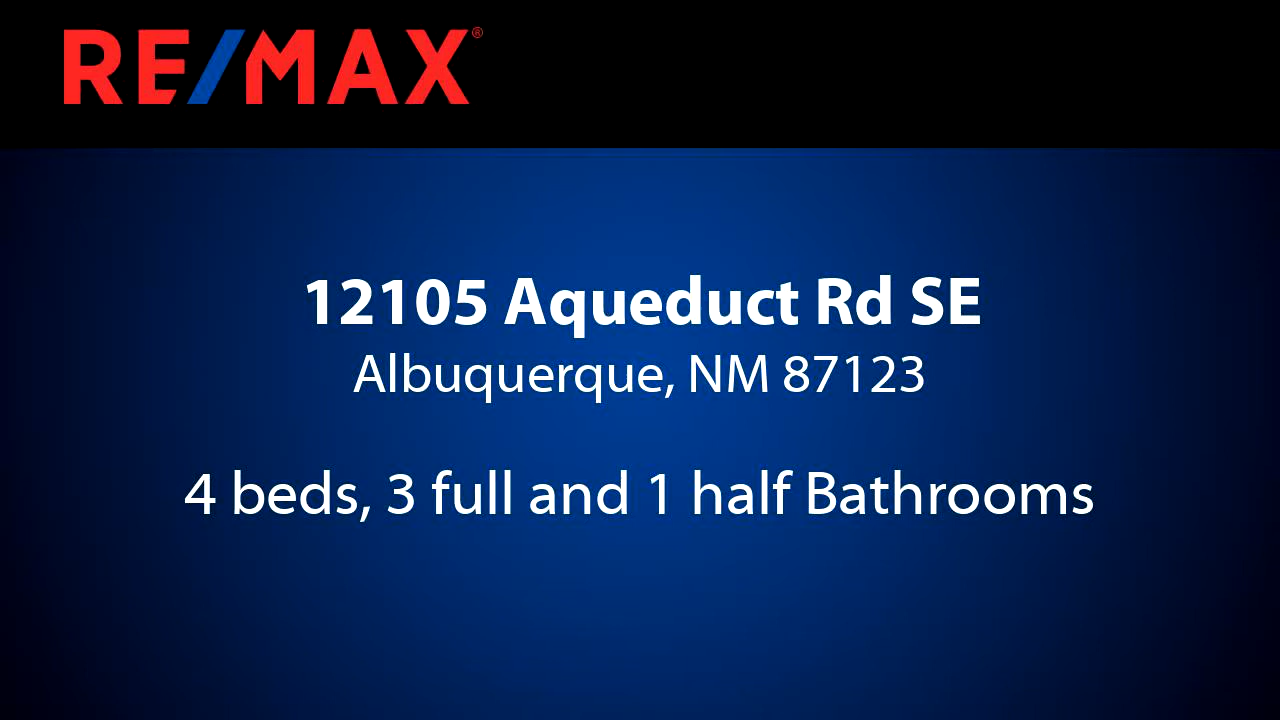 RE/MAX®
12105 Aqueduct Rd SE
Albuquerque, NM 87123
4 beds, 3 full and 1 half Bathrooms